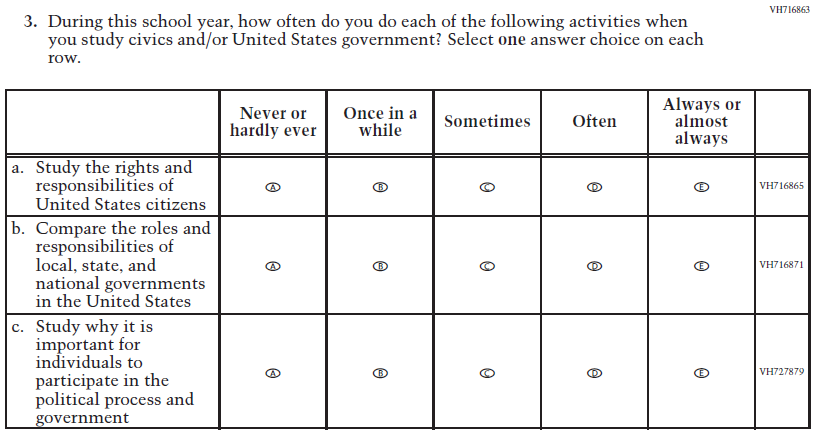 VH716863
3. During this school year, how often do you do each of the following activities when
you study civics and/or United States government? Select one answer choice on each
row.
Never or
hardly ever
Once in a
while
Sometimes
Often
Always or
almost
always
a. Study the rights and
responsibilities of
United States citizens
A B C D E VH716865
b. Compare the roles and
responsibilities of
local, state, and
national governments
in the United States
A B C D E VH716871
c. Study why it is
important for
individuals to
participate in the
political process and
government
A B C D E VH727879